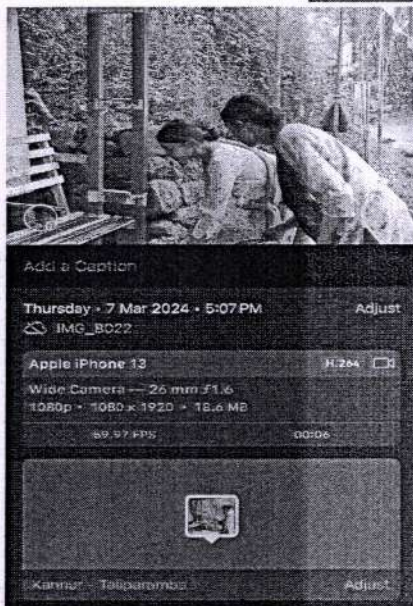 Add a Caption
Thursday • 7 Mar 2024 • 5:07 PM Adjust
IMG_8022
Apple iPhone 13 H.264
Wide Camera — 26 mm ƒ1.6
1080p • 1080 x 1920 • 18.6 MB
59.97 FPS 00:06
Kannur - Taliparamba Adjust